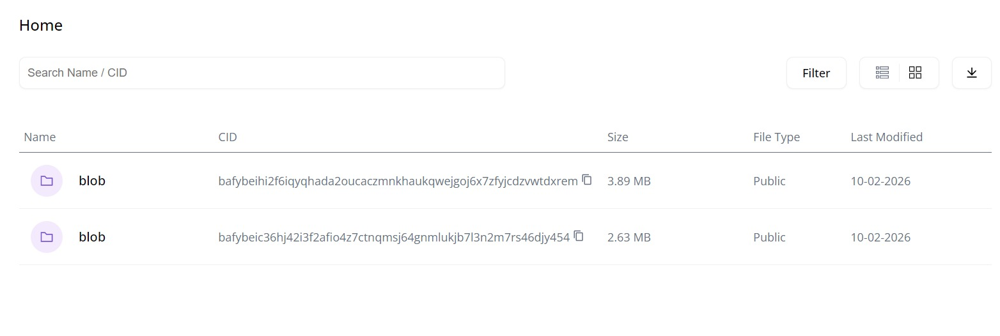 Home
Search Name / CID
Filter
Name CID Size File Type Last Modified
blob bafybeihi2f6iqyqhada2oucaczmnkhaukqwejgoj6x7zfyjcdzvwtdxrem 3.89 MB Public 10-02-2026
blob bafybeic36hj42i3f2afio4z7ctnqmsj64gnmlukjb7l3n2m7rs46djy454 2.63 MB Public 10-02-2026